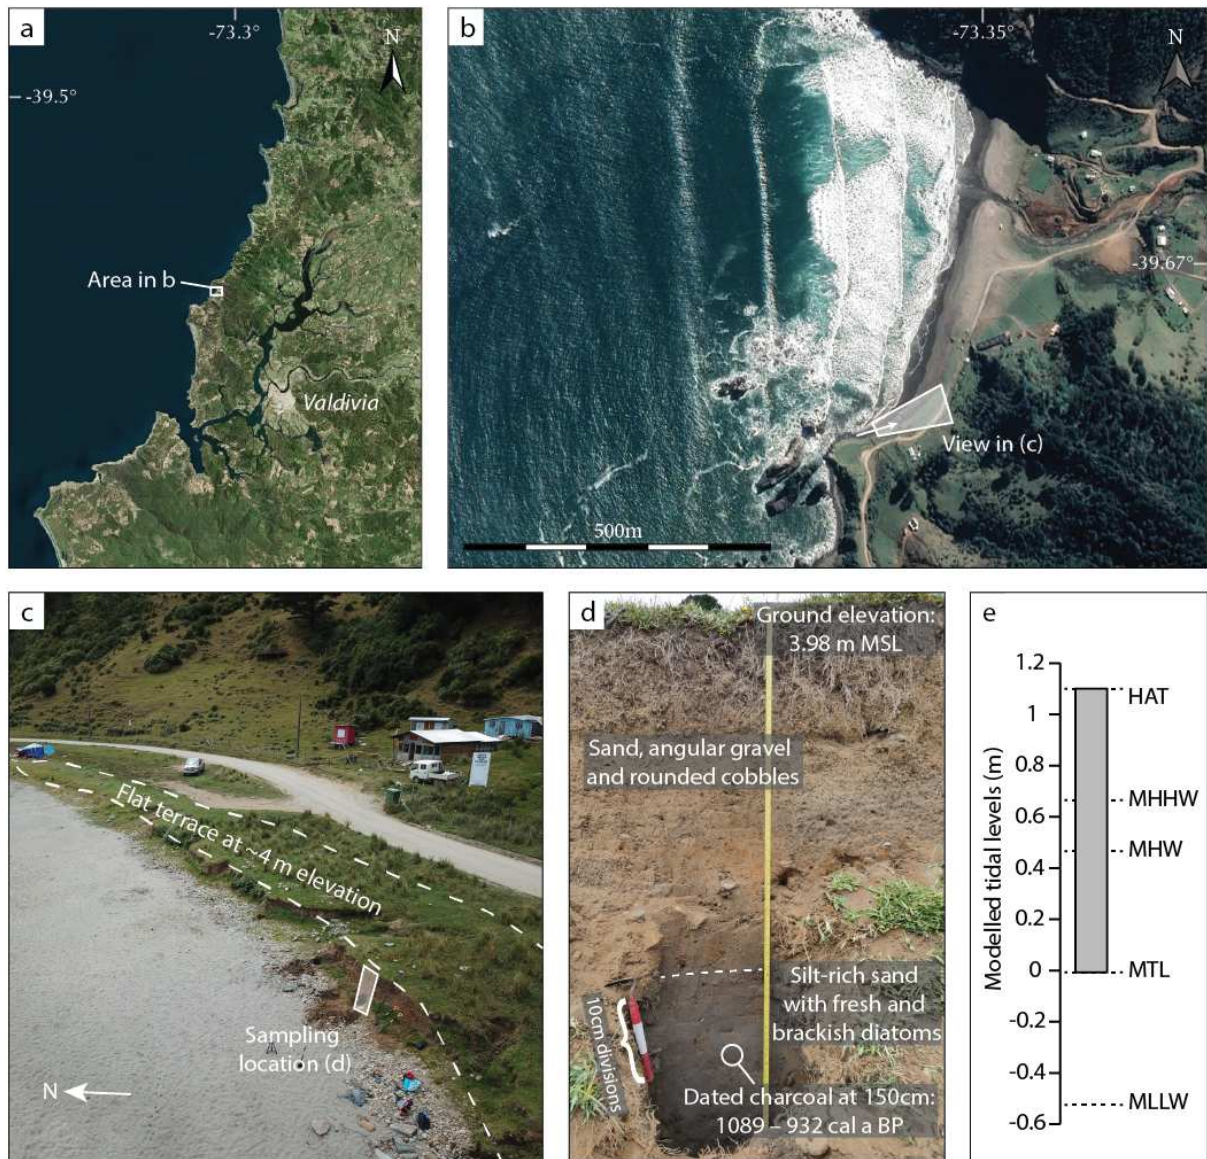 a
-73.3°
N
-39.5°
Area in b
Valdivia
b
-73.35°
N
-39.67°
View in (c)
500m
c
Flat terrace at ~4 m elevation
Sampling
location (d)
N
d
Ground elevation:
3.98 m MSL
Sand, angular gravel
and rounded cobbles
Silt-rich sand
with fresh and
brackish diatoms
10cm divisions
Dated charcoal at 150cm:
1089 – 932 cal a BP
e
Modelled tidal levels (m)
1.2
1
0.8
0.6
0.4
0.2
0
-0.2
-0.4
-0.6
HAT
MHHW
MHW
MTL
MLLW